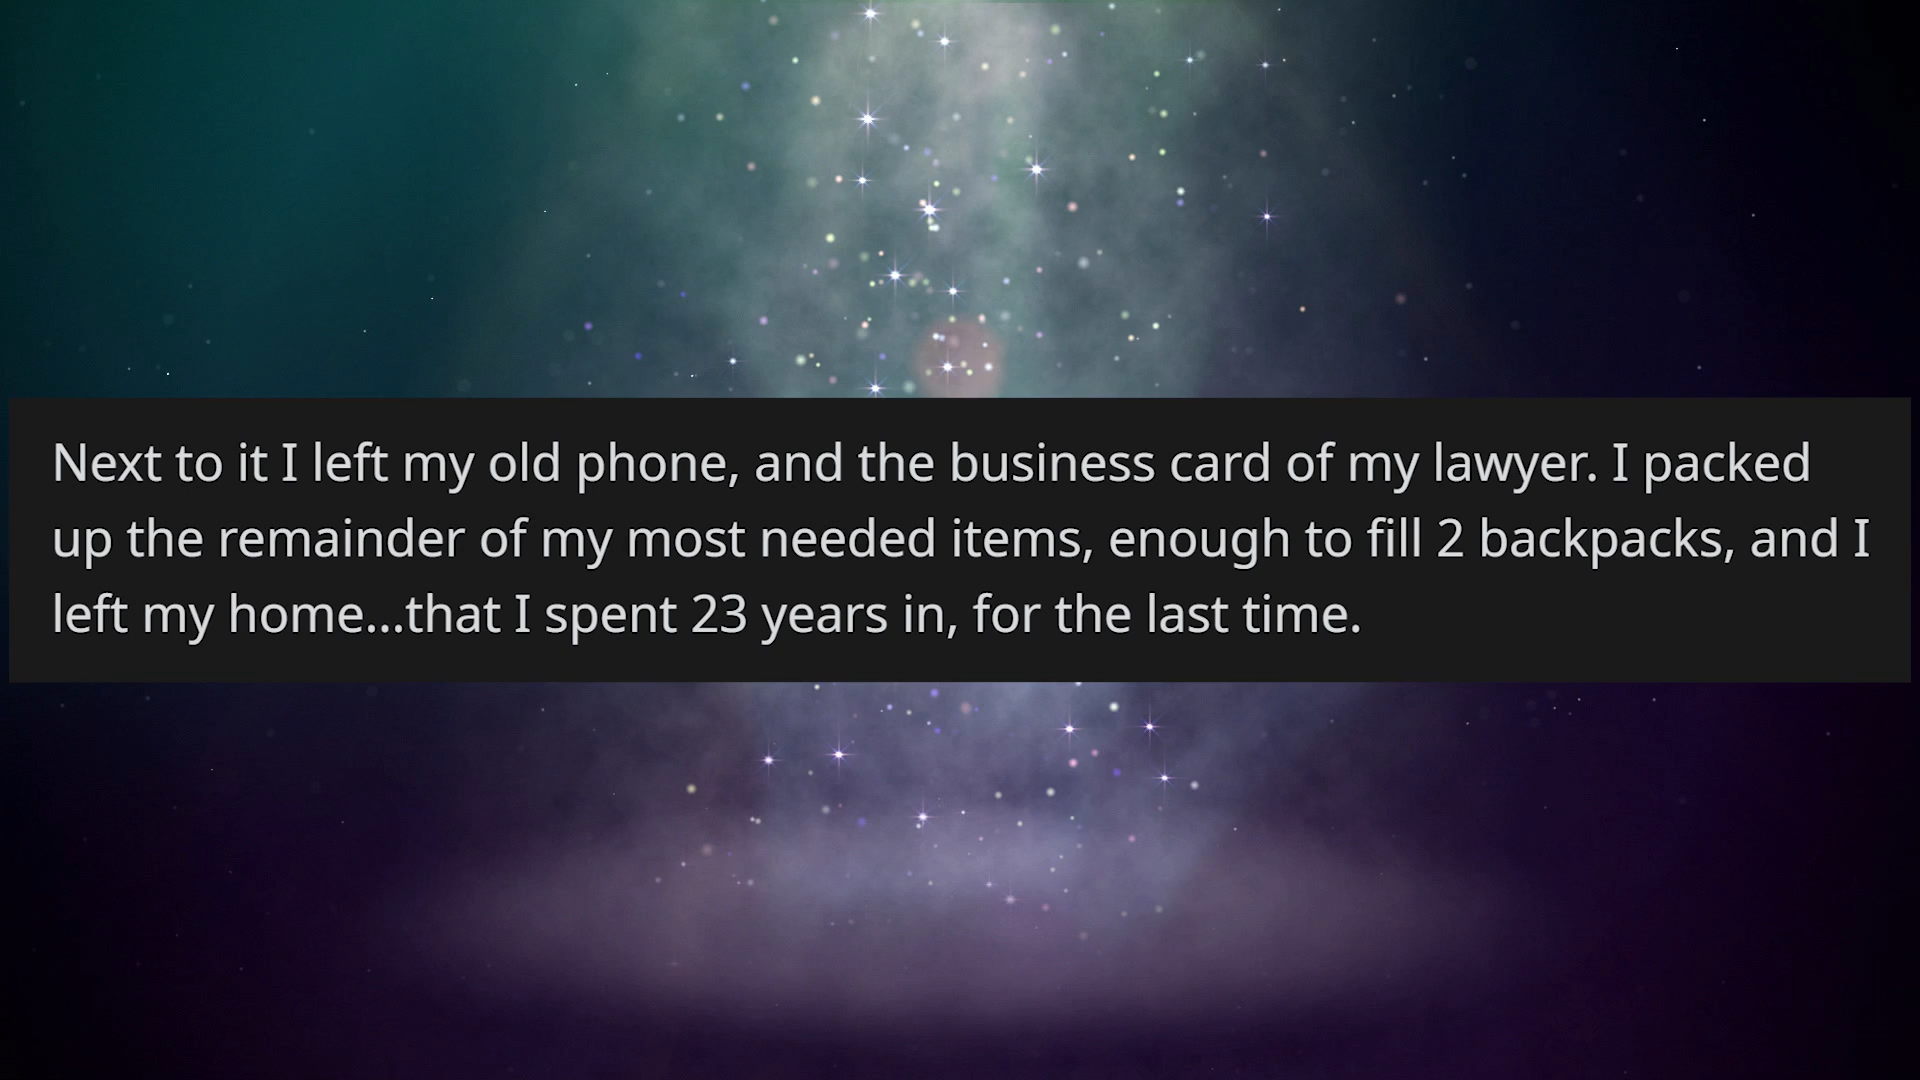 Next to it I left my old phone, and the business card of my lawyer. I packed
up the remainder of my most needed items, enough to fill 2 backpacks, and I
left my home...that I spent 23 years in, for the last time.